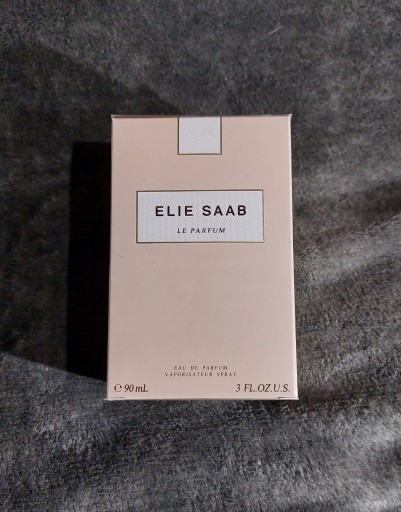 ELIE SAAB
LE PARFUM
EAU DE PARFUM
VAPORISATEUR SPRAY
℮ 90 mL 3 FL.OZ.U.S.